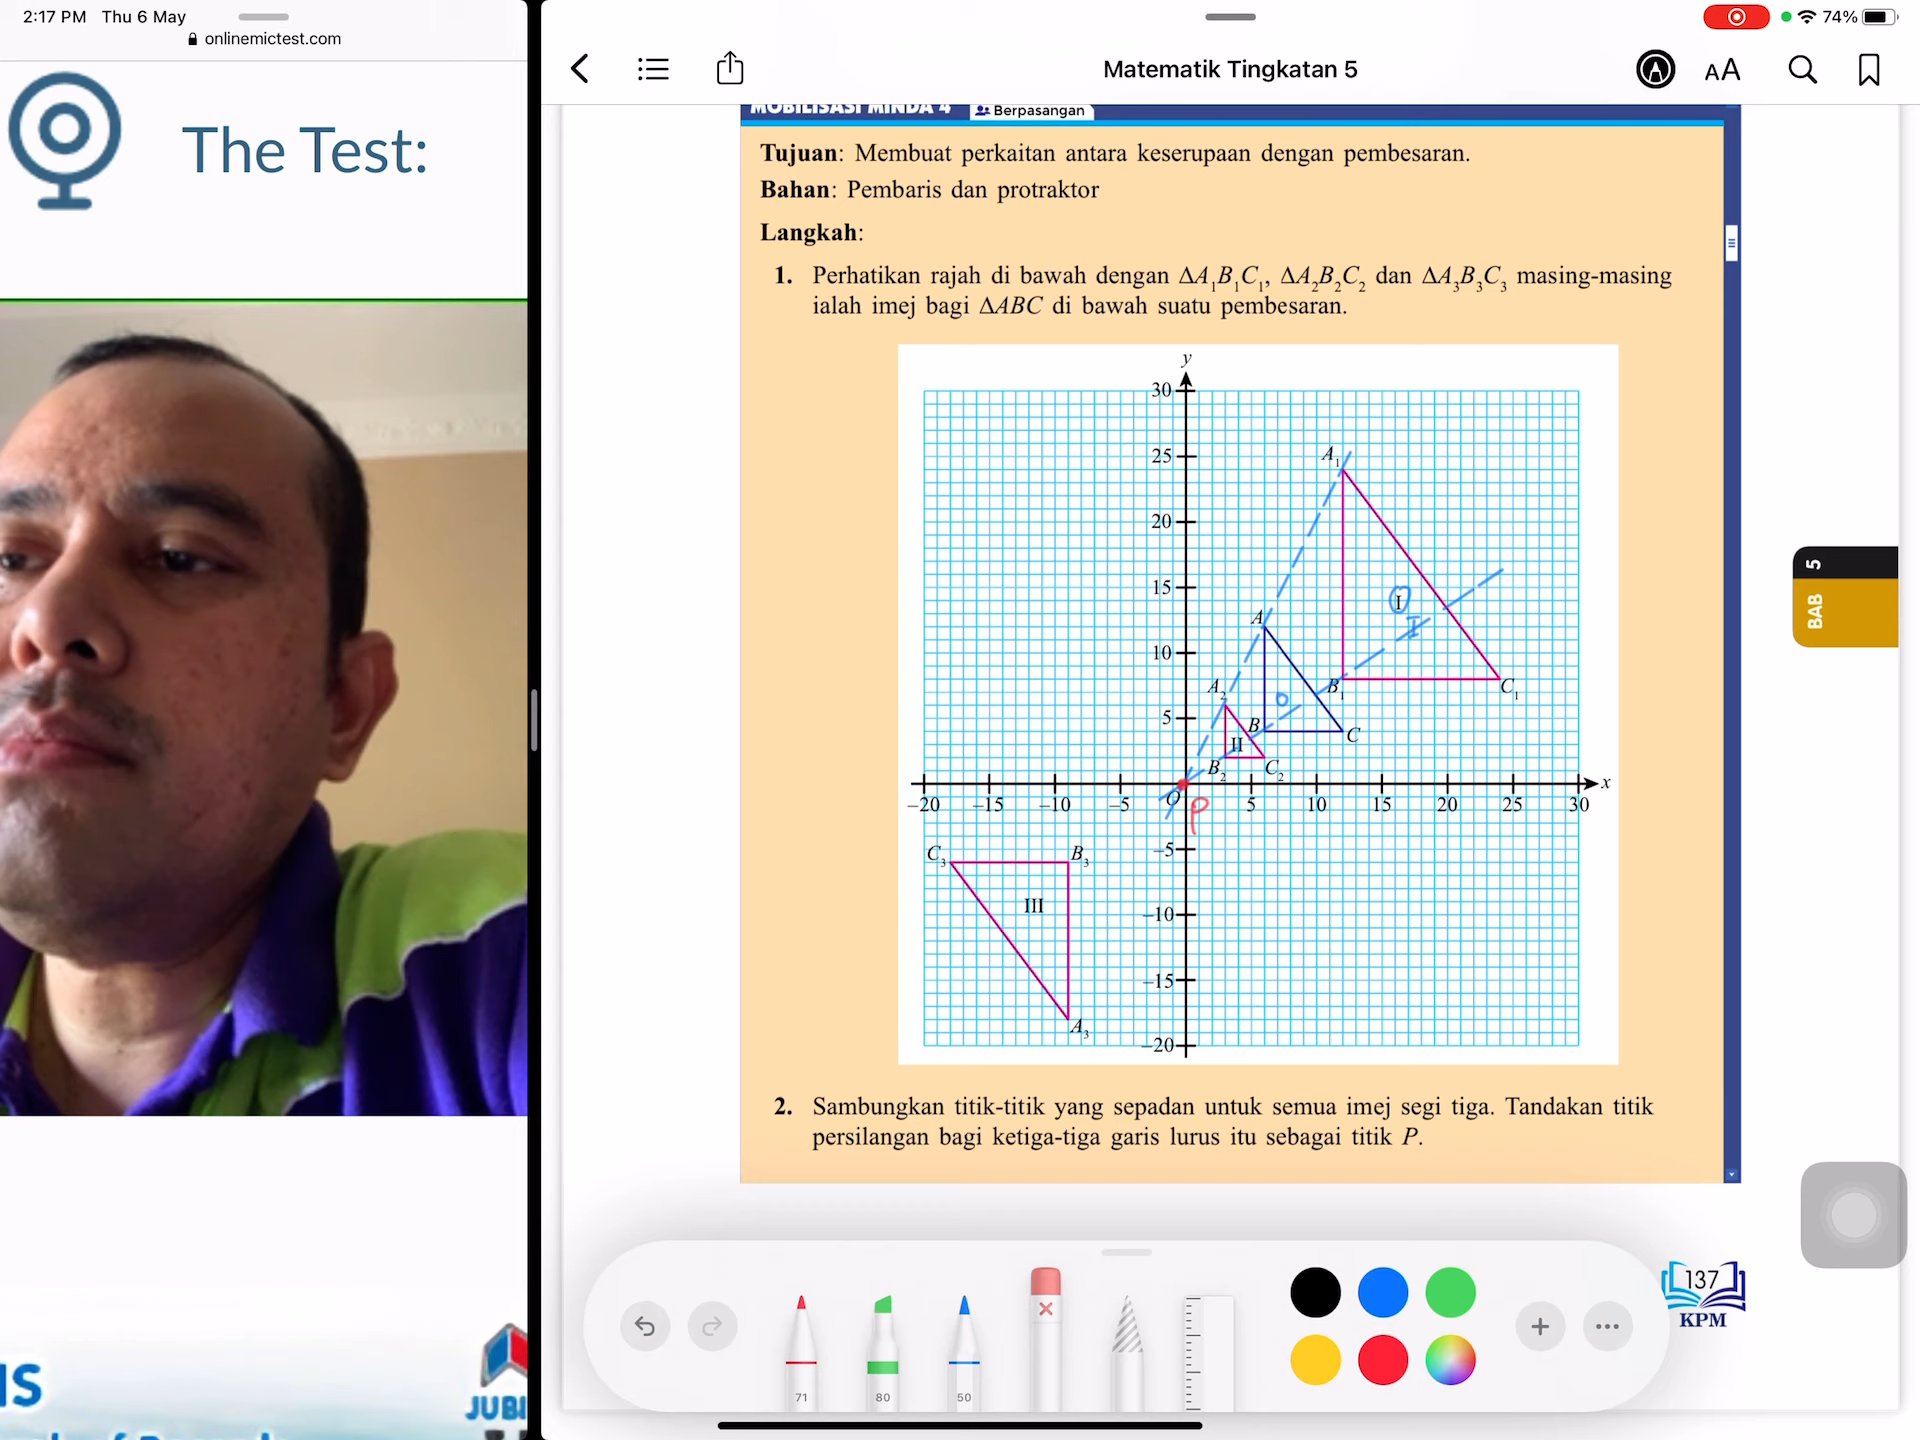 2:17 PM Thu 6 May
onlinemictest.com
The Test:
JUBI
74%
Matematik Tingkatan 5
AA
MOBILISASI MINDA 4 Berpasangan
Tujuan: Membuat perkaitan antara keserupaan dengan pembesaran.
Bahan: Pembaris dan protraktor
Langkah:
1. Perhatikan rajah di bawah dengan ΔA₁B₁C₁, ΔA₂B₂C₂ dan ΔA₃B₃C₃ masing-masing
ialah imej bagi ΔABC di bawah suatu pembesaran.
y
30
25
20
15
10
5
A₁
A
A₂
I
I
O
B₁
C₁
B
C
II
B₂
C₂
O
P
x
–20 –15 –10 –5 5 10 15 20 25 30
–5
–10
–15
–20
C₃
B₃
III
A₃
2. Sambungkan titik-titik yang sepadan untuk semua imej segi tiga. Tandakan titik
persilangan bagi ketiga-tiga garis lurus itu sebagai titik P.
BAB 5
71
80
50
137
KPM